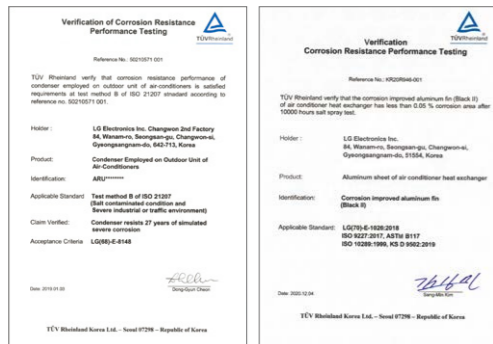 Verification of Corrosion Resistance
Performance Testing
TÜVRheinland
Reference No.: 50210571 001
TÜV Rheinland verify that corrosion resistance performance of
condenser employed on outdoor unit of air-conditioners is satisfied
requirements at test method B of ISO 21207 stnadard according to
reference no. 50210571 001.
Holder :
LG Electronics Inc. Changwon 2nd Factory
84, Wanam-ro, Seongsan-gu, Changwon-si,
Gyeongsangnam-do, 642-713, Korea
Product:
Condenser Employed on Outdoor Unit of
Air-Conditioners
Identification:
ARU********
Applicable Standard
Test method B of ISO 21207
(Salt contaminated condition and
Severe industrial or traffic environment)
Claim Verified:
Condenser resists 27 years of simulated
severe corrosion
Acceptance Criteria
LG(68)-E-8148
Date: 2019.01.03
Dong-Gyun Cheon
TÜV Rheinland Korea Ltd. – Seoul 07298 – Republic of Korea
TÜVRheinland
Verification
Corrosion Resistance Performance Testing
Reference No.: KR20R846-001
TÜV Rheinland verify that the corrosion improved aluminum fin (Black II)
of air conditioner heat exchanger has less than 0.05 % corrosion area after
10000 hours salt spray test.
Holder :
LG Electronics Inc.
84, Wanam-ro, Seongsan-gu, Changwon-si,
Gyeongsangnam-do, 51554, Korea
Product:
Aluminum sheet of air conditioner heat exchanger
Identification:
Corrosion improved aluminum fin
(Black II)
Applicable Standard:
LG(70)-E-1026:2018
ISO 9227:2017, ASTM B117
ISO 10289:1999, KS D 9502:2019
Date: 2020.12.04
Sang-Min Kim
TÜV Rheinland Korea Ltd. – Seoul 07298 – Republic of Korea